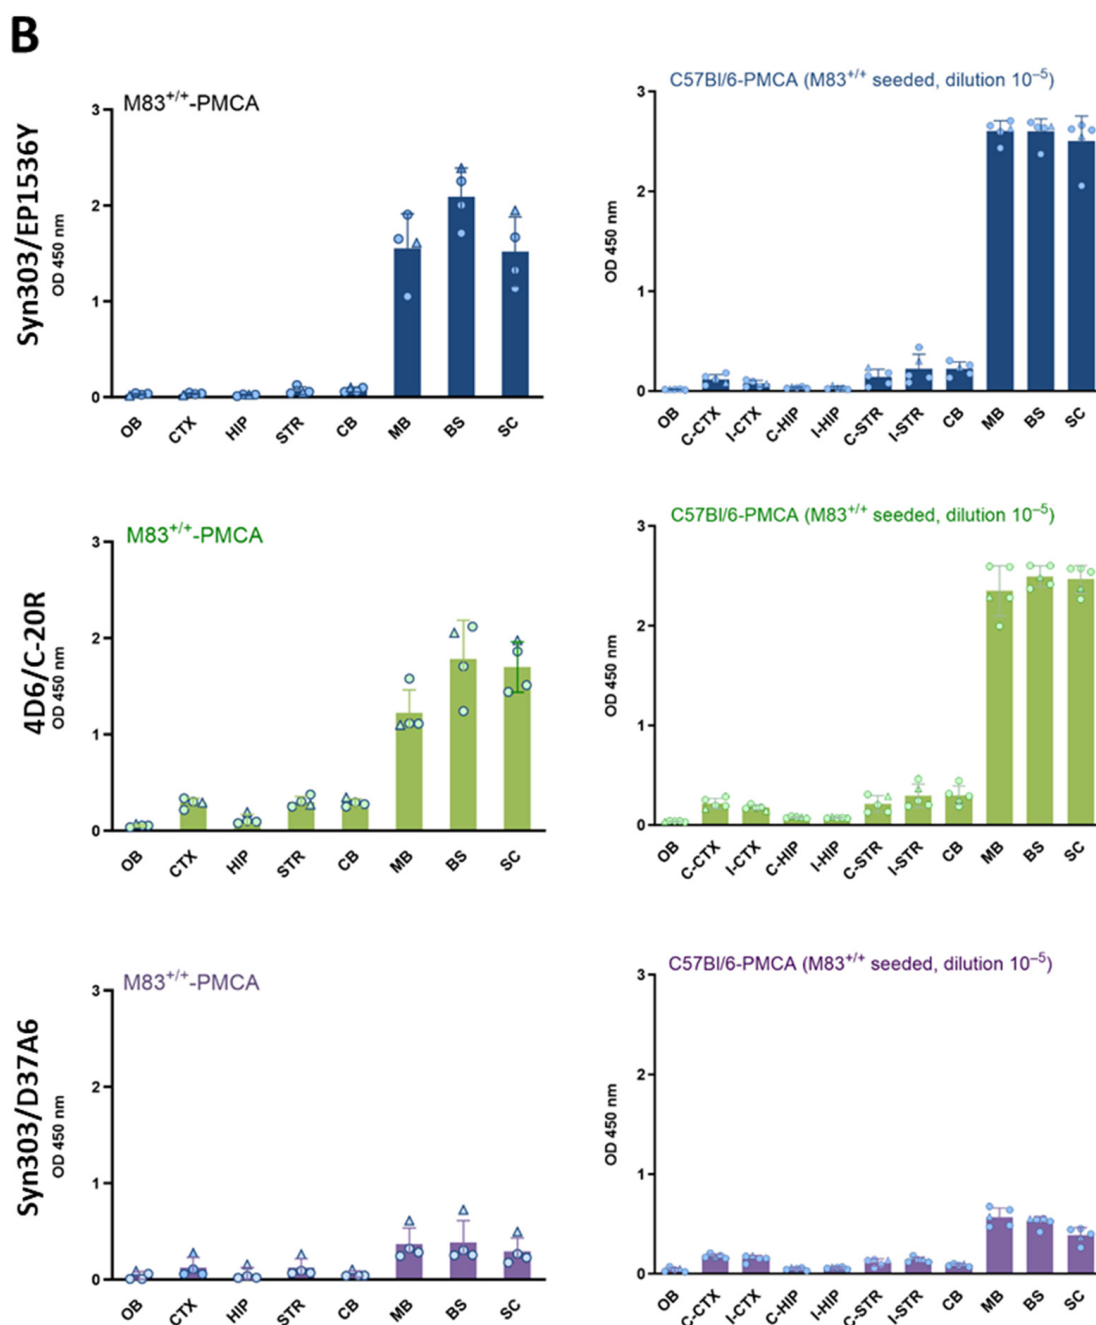 B
M83+/+-PMCA
C57Bl/6-PMCA (M83+/+ seeded, dilution 10–5)
Syn303/EP1536Y
OD 450 nm
3
2
1
0
OB CTX HIP STR CB MB BS SC
OD 450 nm
3
2
1
0
OB C-CTX I-CTX C-HIP I-HIP C-STR I-STR CB MB BS SC
M83+/+-PMCA
C57Bl/6-PMCA (M83+/+ seeded, dilution 10–5)
4D6/C-20R
OD 450 nm
3
2
1
0
OB CTX HIP STR CB MB BS SC
OD 450 nm
3
2
1
0
OB C-CTX I-CTX C-HIP I-HIP C-STR I-STR CB MB BS SC
M83+/+-PMCA
C57Bl/6-PMCA (M83+/+ seeded, dilution 10–5)
Syn303/D37A6
OD 450 nm
3
2
1
0
OB CTX HIP STR CB MB BS SC
OD 450 nm
3
2
1
0
OB C-CTX I-CTX C-HIP I-HIP C-STR I-STR CB MB BS SC